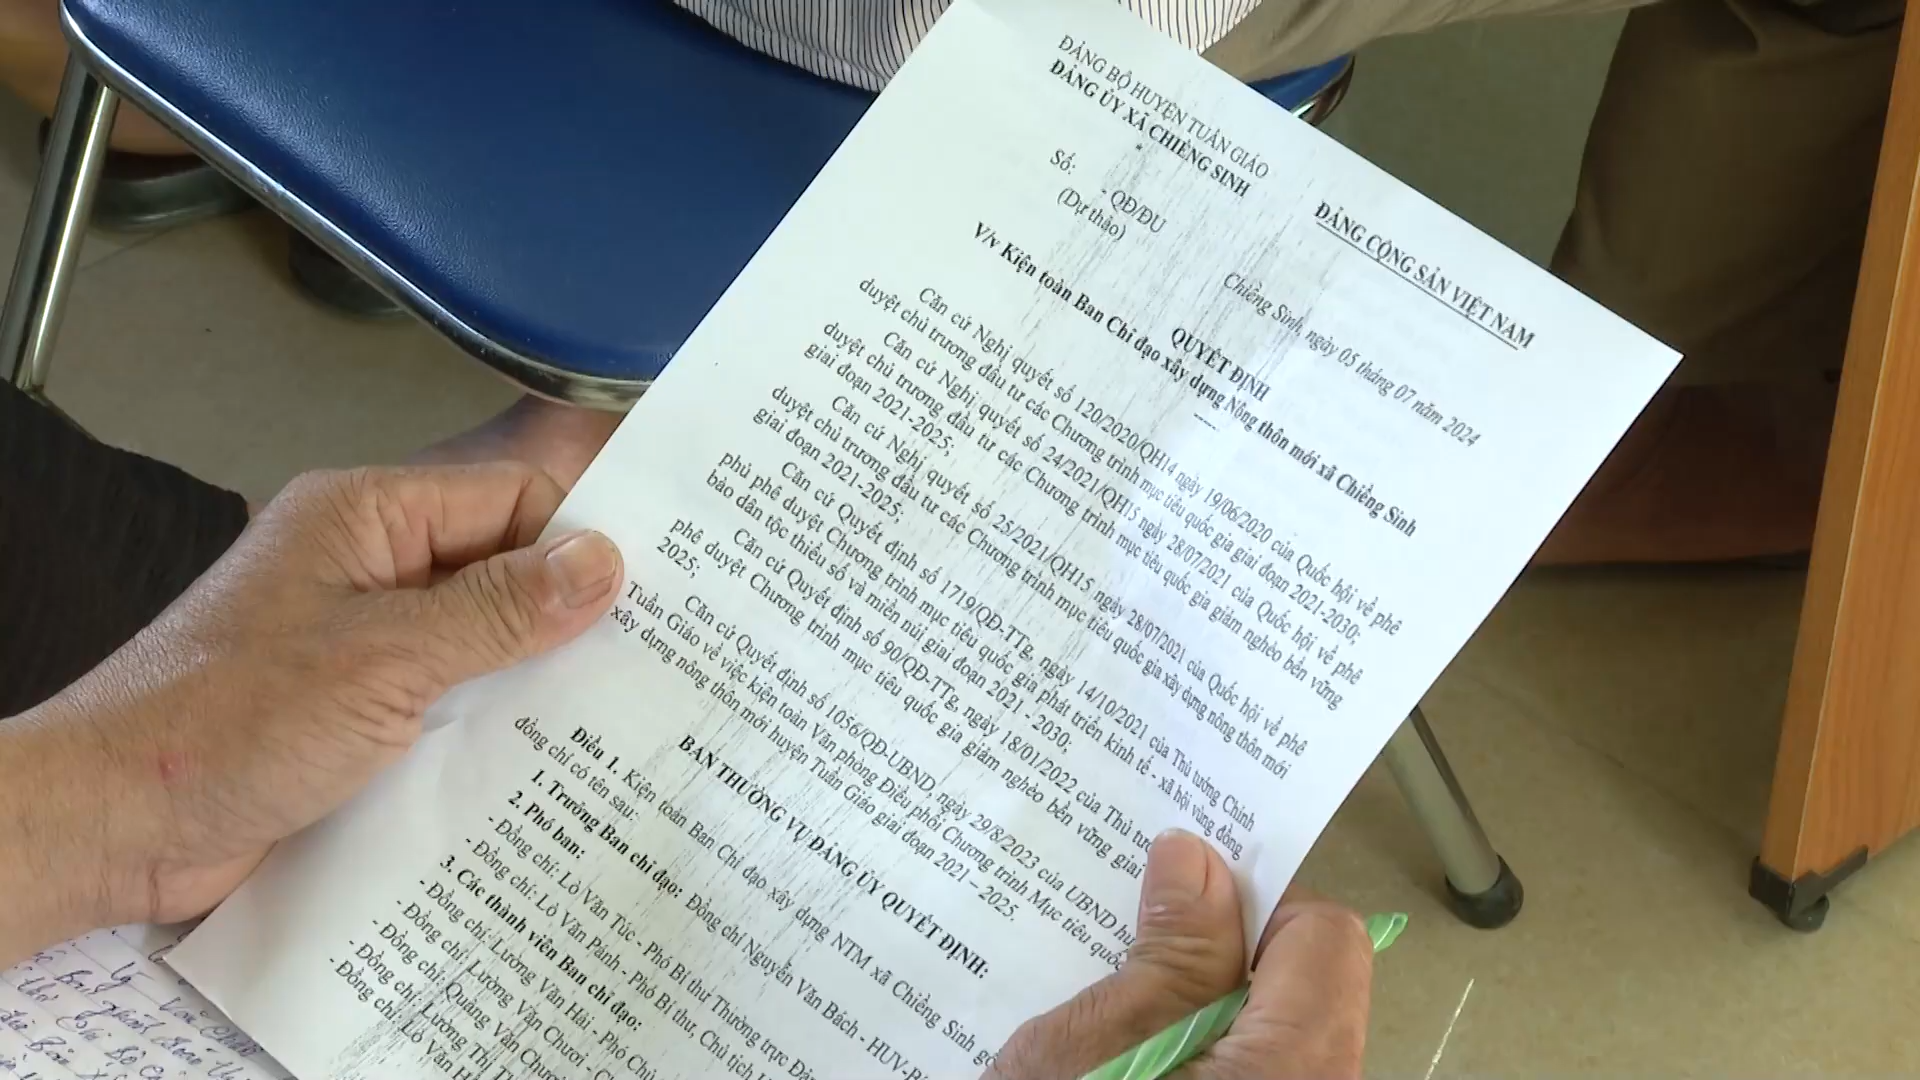 ĐẢNG BỘ HUYỆN TUẦN GIÁO
ĐẢNG ỦY XÃ CHIỀNG SINH
*
Số: - QĐ/ĐU
(Dự thảo)
ĐẢNG CỘNG SẢN VIỆT NAM
Chiềng Sinh, ngày 05 tháng 07 năm 2024
QUYẾT ĐỊNH
V/v Kiện toàn Ban Chỉ đạo xây dựng Nông thôn mới xã Chiềng Sinh
-----
Căn cứ Nghị quyết số 120/2020/QH14 ngày 19/06/2020 của Quốc hội về phê
duyệt chủ trương đầu tư các Chương trình mục tiêu quốc gia giai đoạn 2021-2030;
Căn cứ Nghị quyết số 24/2021/QH15 ngày 28/07/2021 của Quốc hội về phê
duyệt chủ trương đầu tư các Chương trình mục tiêu quốc gia giảm nghèo bền vững
giai đoạn 2021-2025;
Căn cứ Nghị quyết số 25/2021/QH15 ngày 28/07/2021 của Quốc hội về phê
duyệt chủ trương đầu tư các Chương trình mục tiêu quốc gia xây dựng nông thôn mới
giai đoạn 2021-2025;
Căn cứ Quyết định số 1719/QĐ-TTg, ngày 14/10/2021 của Thủ tướng Chính
phủ phê duyệt Chương trình mục tiêu quốc gia phát triển kinh tế - xã hội vùng đồng
bào dân tộc thiểu số và miền núi giai đoạn 2021 - 2030;
Căn cứ Quyết định số 90/QĐ-TTg, ngày 18/01/2022 của Thủ
phê duyệt Chương trình mục tiêu quốc gia giảm nghèo bền vững giai
2025;
Căn cứ Quyết định số 1056/QĐ-UBND, ngày 29/8/2023 của UBND
Tuần Giáo về việc kiện toàn Văn phòng Điều phối Chương trình Mục tiêu quốc
xây dựng nông thôn mới huyện Tuần Giáo giai đoạn 2021 – 2025.
BAN THƯỜNG VỤ ĐẢNG ỦY QUYẾT ĐỊNH:
Điều 1. Kiện toàn Ban Chỉ đạo xây dựng NTM xã Chiềng Sinh
đồng chí có tên sau:
1. Trưởng Ban chỉ đạo: Đồng chí Nguyễn Văn Bách - HUV
2. Phó ban:
- Đồng chí: Lò Văn Túc - Phó Bí thư Thường trực
- Đồng chí: Lò Văn Pánh - Phó Bí thư, Chủ tịch
3. Các thành viên Ban chỉ đạo:
- Đồng chí: Lường Văn Hải - Phó Chủ
- Đồng chí: Lường Văn Chươi -
- Đồng chí: Quàng Văn
- Đồng chí: Lường Thị
- Đồng chí: Lò Văn